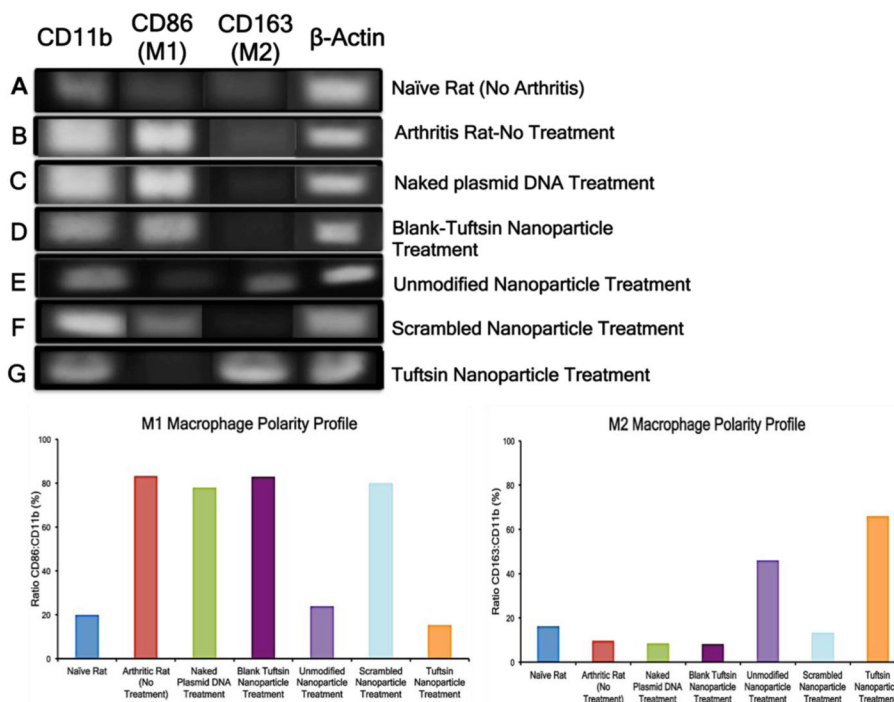 CD11b CD86 (M1) CD163 (M2) β-Actin
A Naïve Rat (No Arthritis)
B Arthritis Rat-No Treatment
C Naked plasmid DNA Treatment
D Blank-Tuftsin Nanoparticle
Treatment
E Unmodified Nanoparticle Treatment
F Scrambled Nanoparticle Treatment
G Tuftsin Nanoparticle Treatment
M1 Macrophage Polarity Profile
Ratio CD86:CD11b (%)
100
80
60
40
20
0
Naïve Rat
Arthritic Rat
(No
Treatment)
Naked
Plasmid DNA
Treatment
Blank Tuftsin
Nanoparticle
Treatment
Unmodified
Nanoparticle
Treatment
Scrambled
Nanoparticle
Treatment
Tuftsin
Nanoparticle
Treatment
M2 Macrophage Polarity Profile
Ratio CD163:CD11b (%)
100
80
60
40
20
0
Naïve Rat
Arthritic Rat
(No
Treatment)
Naked
Plasmid DNA
Treatment
Blank Tuftsin
Nanoparticle
Treatment
Unmodified
Nanoparticle
Treatment
Scrambled
Nanoparticle
Treatment
Tuftsin
Nanopartic
Treatmen